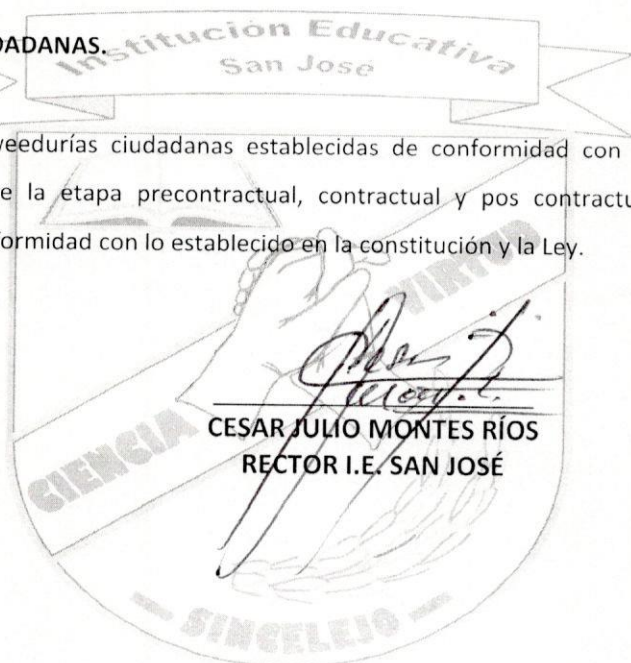 DADANAS.
Institución Educativa
San José
veedurías ciudadanas establecidas de conformidad con
e la etapa precontractual, contractual y pos contractu
formidad con lo establecido en la constitución y la Ley.
VIRTUD
CIENCIA
CESAR JULIO MONTES RÍOS
RECTOR I.E. SAN JOSÉ
SINCELEJO